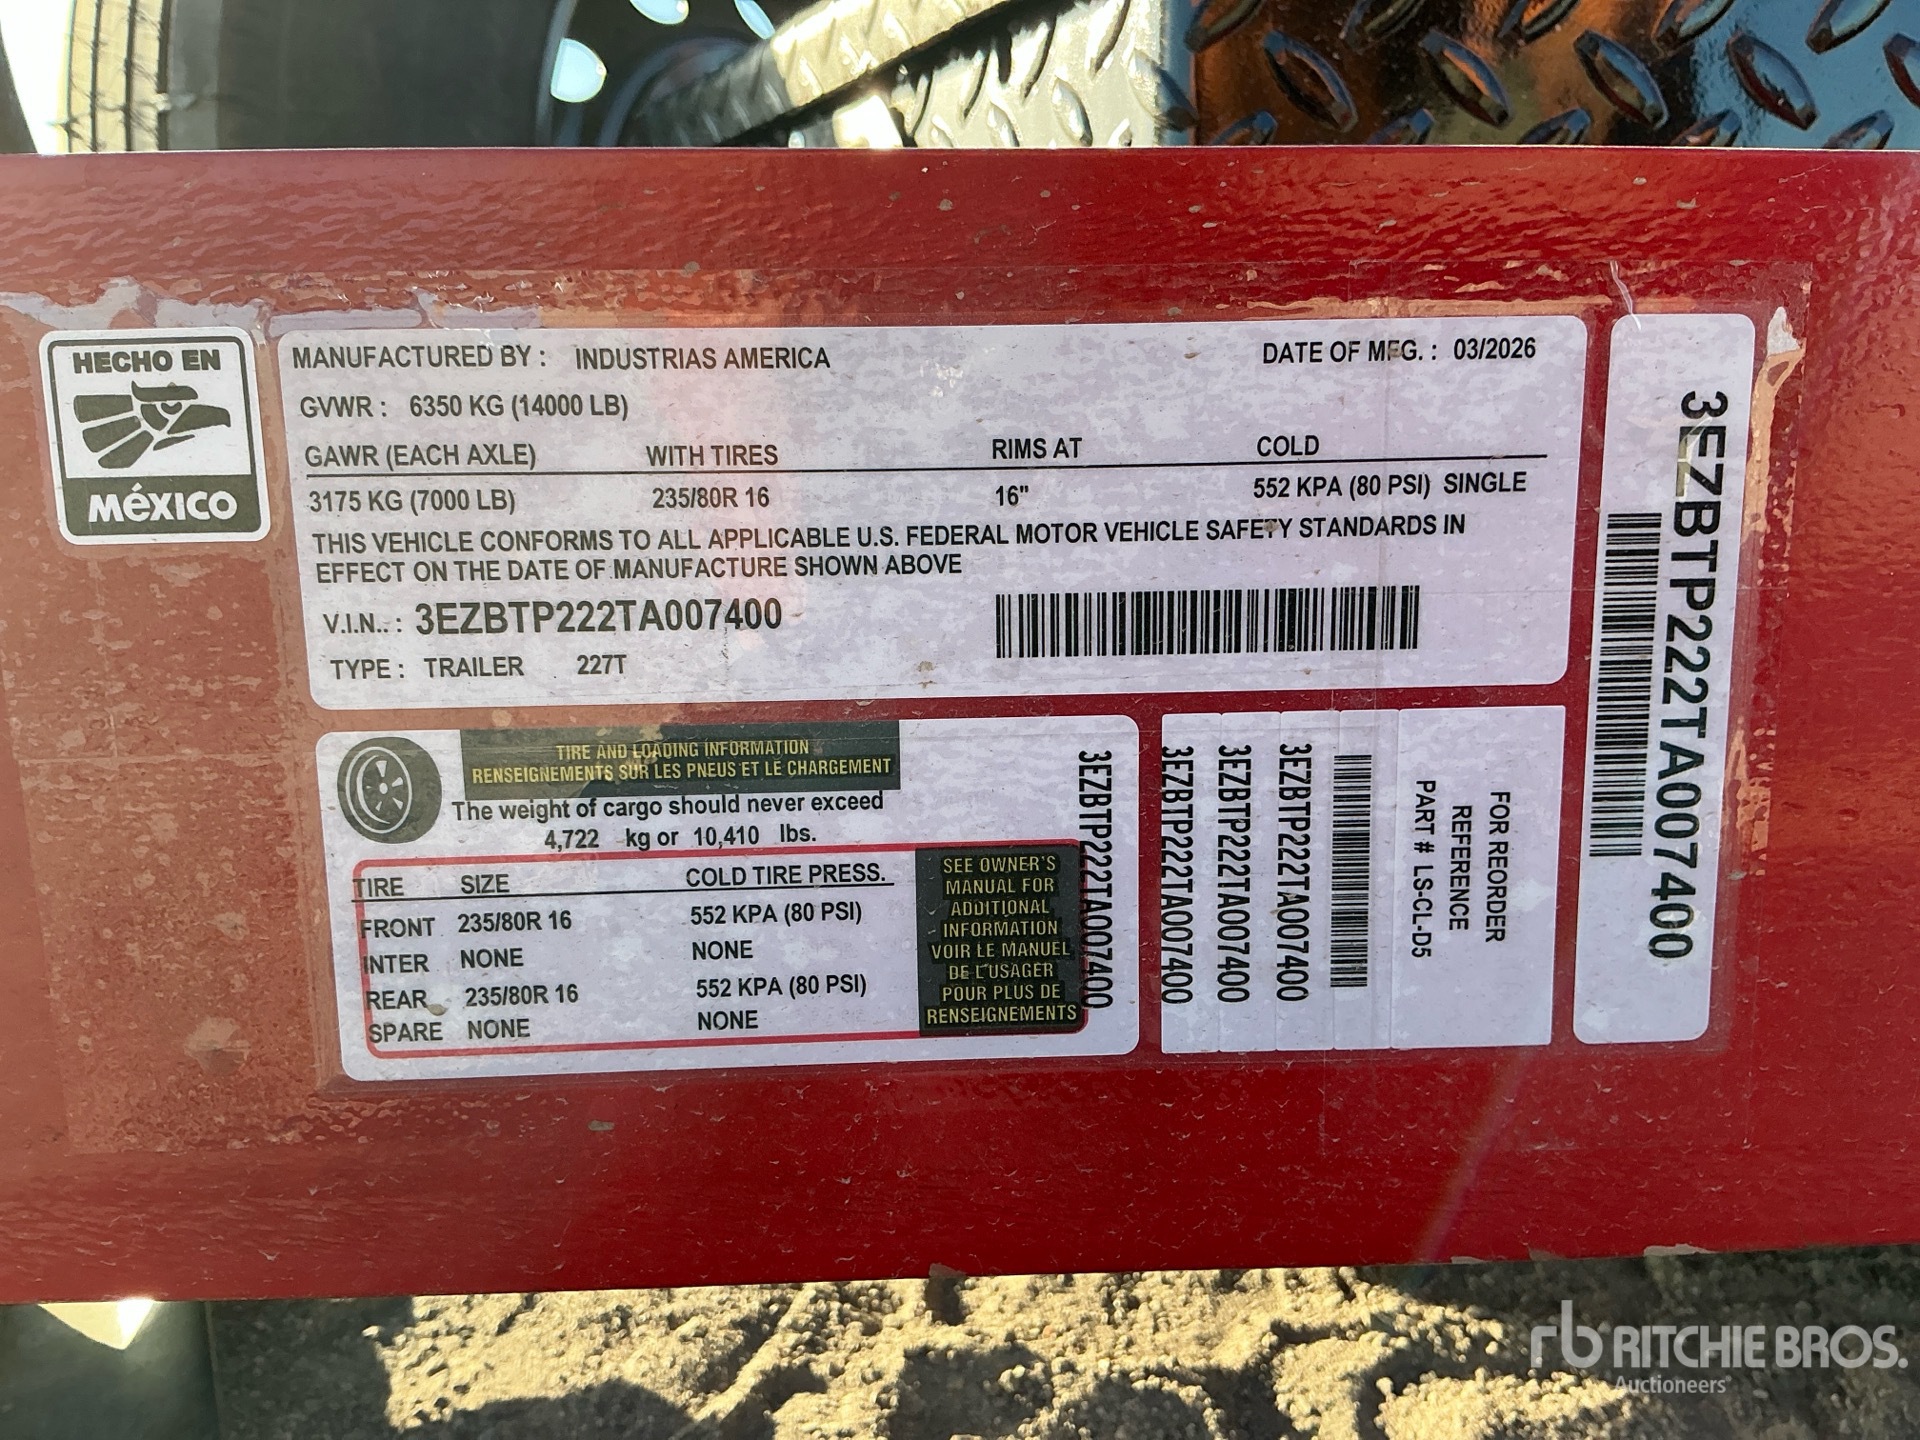 HECHO EN
MéXICO
MANUFACTURED BY : INDUSTRIAS AMERICA DATE OF MFG. : 03/2026
GVWR : 6350 KG (14000 LB)
GAWR (EACH AXLE) WITH TIRES RIMS AT COLD
3175 KG (7000 LB) 235/80R 16 16" 552 KPA (80 PSI) SINGLE
THIS VEHICLE CONFORMS TO ALL APPLICABLE U.S. FEDERAL MOTOR VEHICLE SAFETY STANDARDS IN
EFFECT ON THE DATE OF MANUFACTURE SHOWN ABOVE
V.I.N.. : 3EZBTP222TA007400
TYPE : TRAILER 227T
3EZBTP222TA007400
TIRE AND LOADING INFORMATION
RENSEIGNEMENTS SUR LES PNEUS ET LE CHARGEMENT
The weight of cargo should never exceed
4,722 kg or 10,410 lbs.
TIRE SIZE COLD TIRE PRESS.
FRONT 235/80R 16 552 KPA (80 PSI)
INTER NONE NONE
REAR 235/80R 16 552 KPA (80 PSI)
SPARE NONE NONE
SEE OWNER'S
MANUAL FOR
ADDITIONAL
INFORMATION
VOIR LE MANUEL
DE L'USAGER
POUR PLUS DE
RENSEIGNEMENTS
3EZBTP222TA007400
3EZBTP222TA007400
3EZBTP222TA007400
3EZBTP222TA007400
FOR REORDER
REFERENCE
PART # LS-CL-D5
rb RITCHIE BROS.
Auctioneers